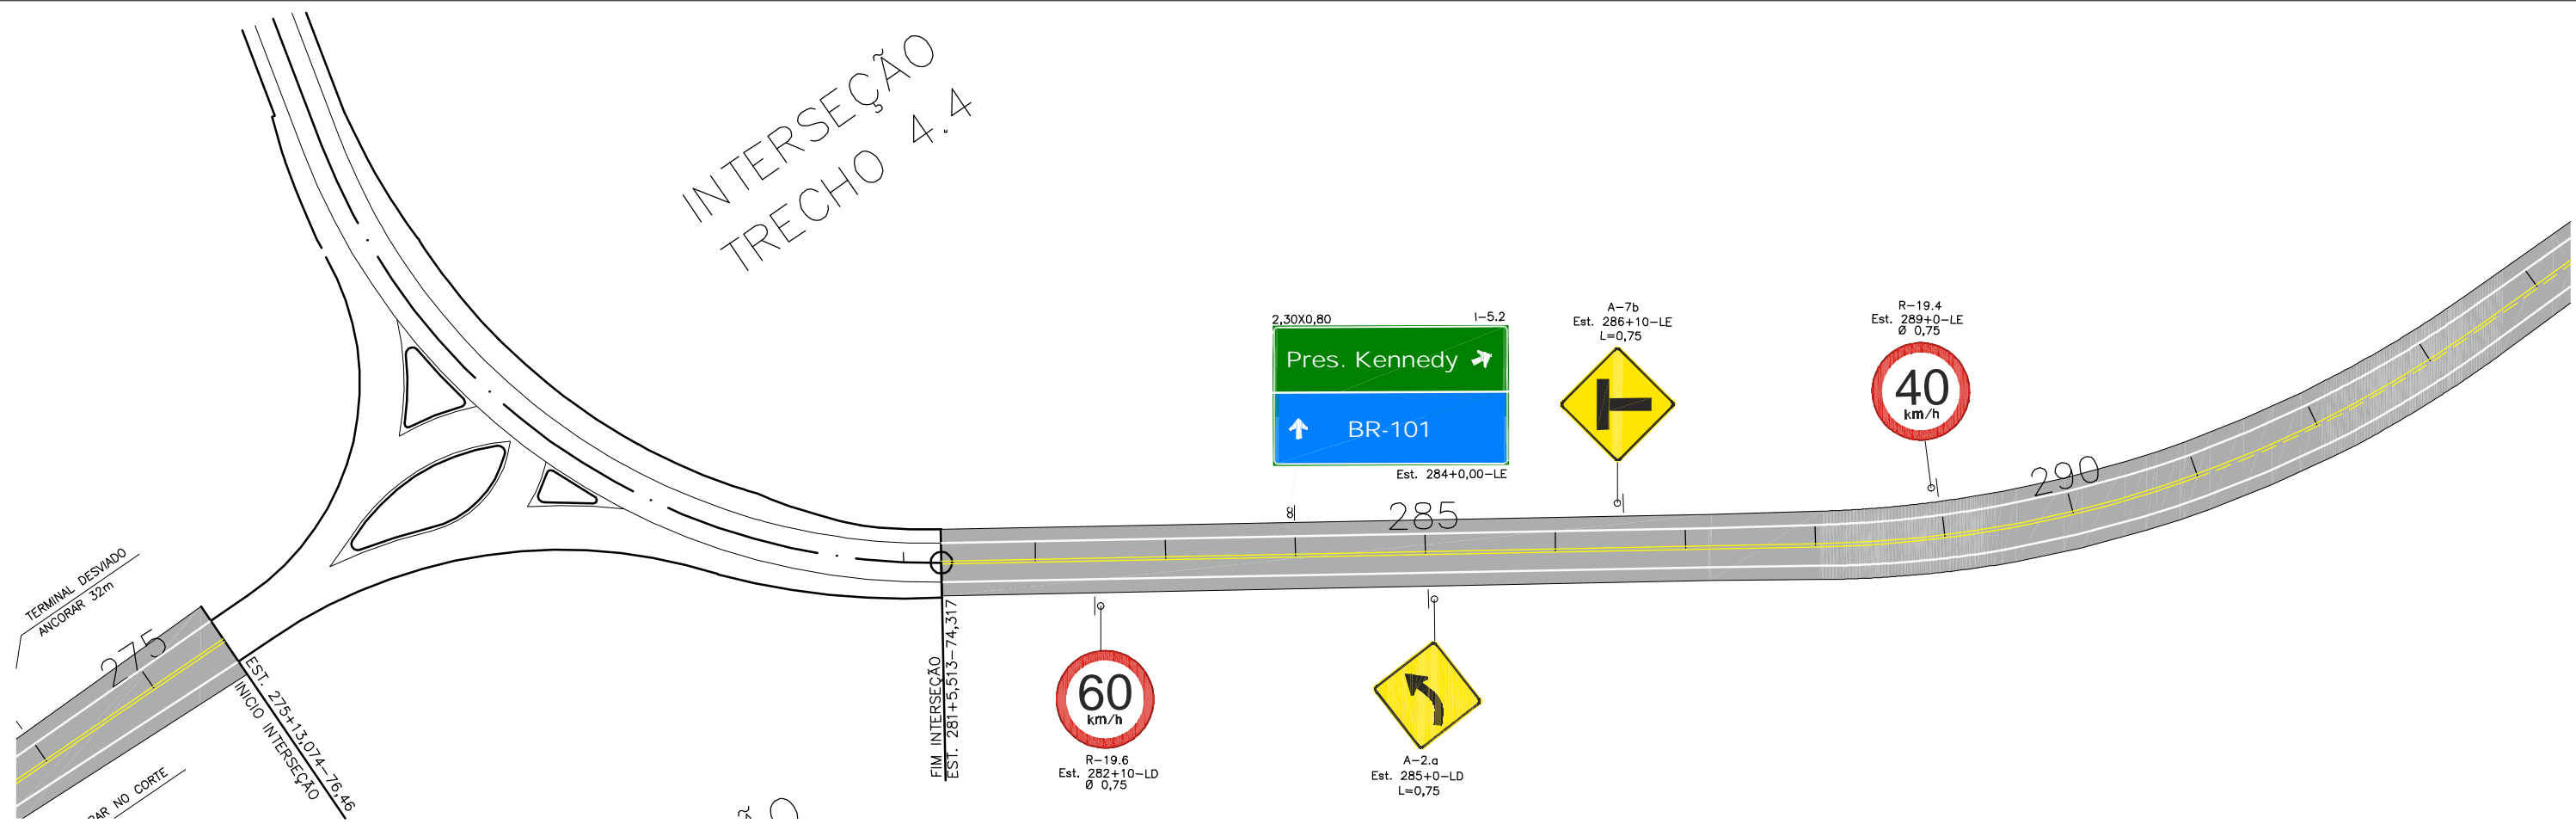 INTERSEÇÃO
TRECHO 4.4
2,30X0,80
I-5.2
Pres. Kennedy
BR-101
Est. 284+0,00-LE
A-7b
Est. 286+10-LE
L=0,75
R-19.4
Est. 289+0-LE
Ø 0,75
40
km/h
8
285
290
TERMINAL DESVIADO
ANCORAR 32m
275
EST. 275+13,074-76,46
INICIO INTERSEÇÃO
FIM INTERSEÇÃO
EST. 281+5,513-74,317
60
km/h
R-19.6
Est. 282+10-LD
Ø 0,75
A-2.a
Est. 285+0-LD
L=0,75
NO CORTE
ÃO